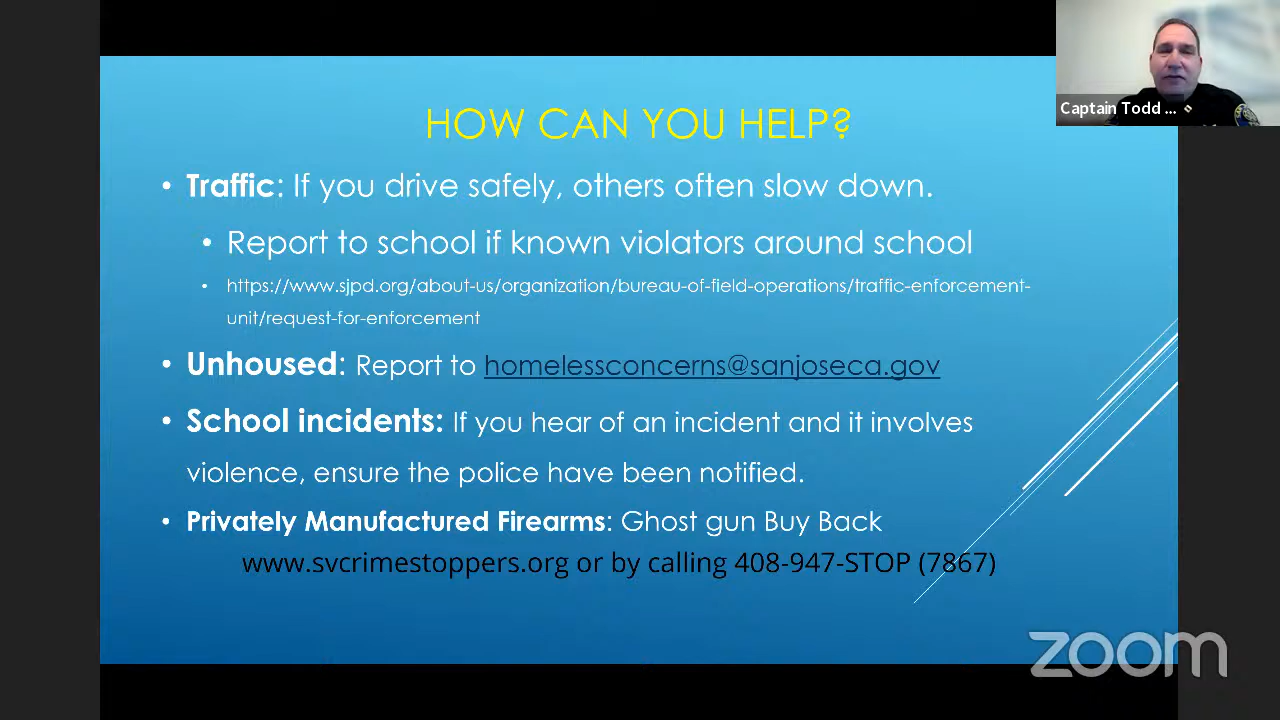 HOW CAN YOU HELP?
Captain Todd ...
• Traffic: If you drive safely, others often slow down.
• Report to school if known violators around school
• https://www.sjpd.org/about-us/organization/bureau-of-field-operations/traffic-enforcement-
unit/request-for-enforcement
• Unhoused: Report to homelessconcerns@sanjoseca.gov
• School incidents: If you hear of an incident and it involves
violence, ensure the police have been notified.
• Privately Manufactured Firearms: Ghost gun Buy Back
www.svcrimestoppers.org or by calling 408-947-STOP (7867)
zoom